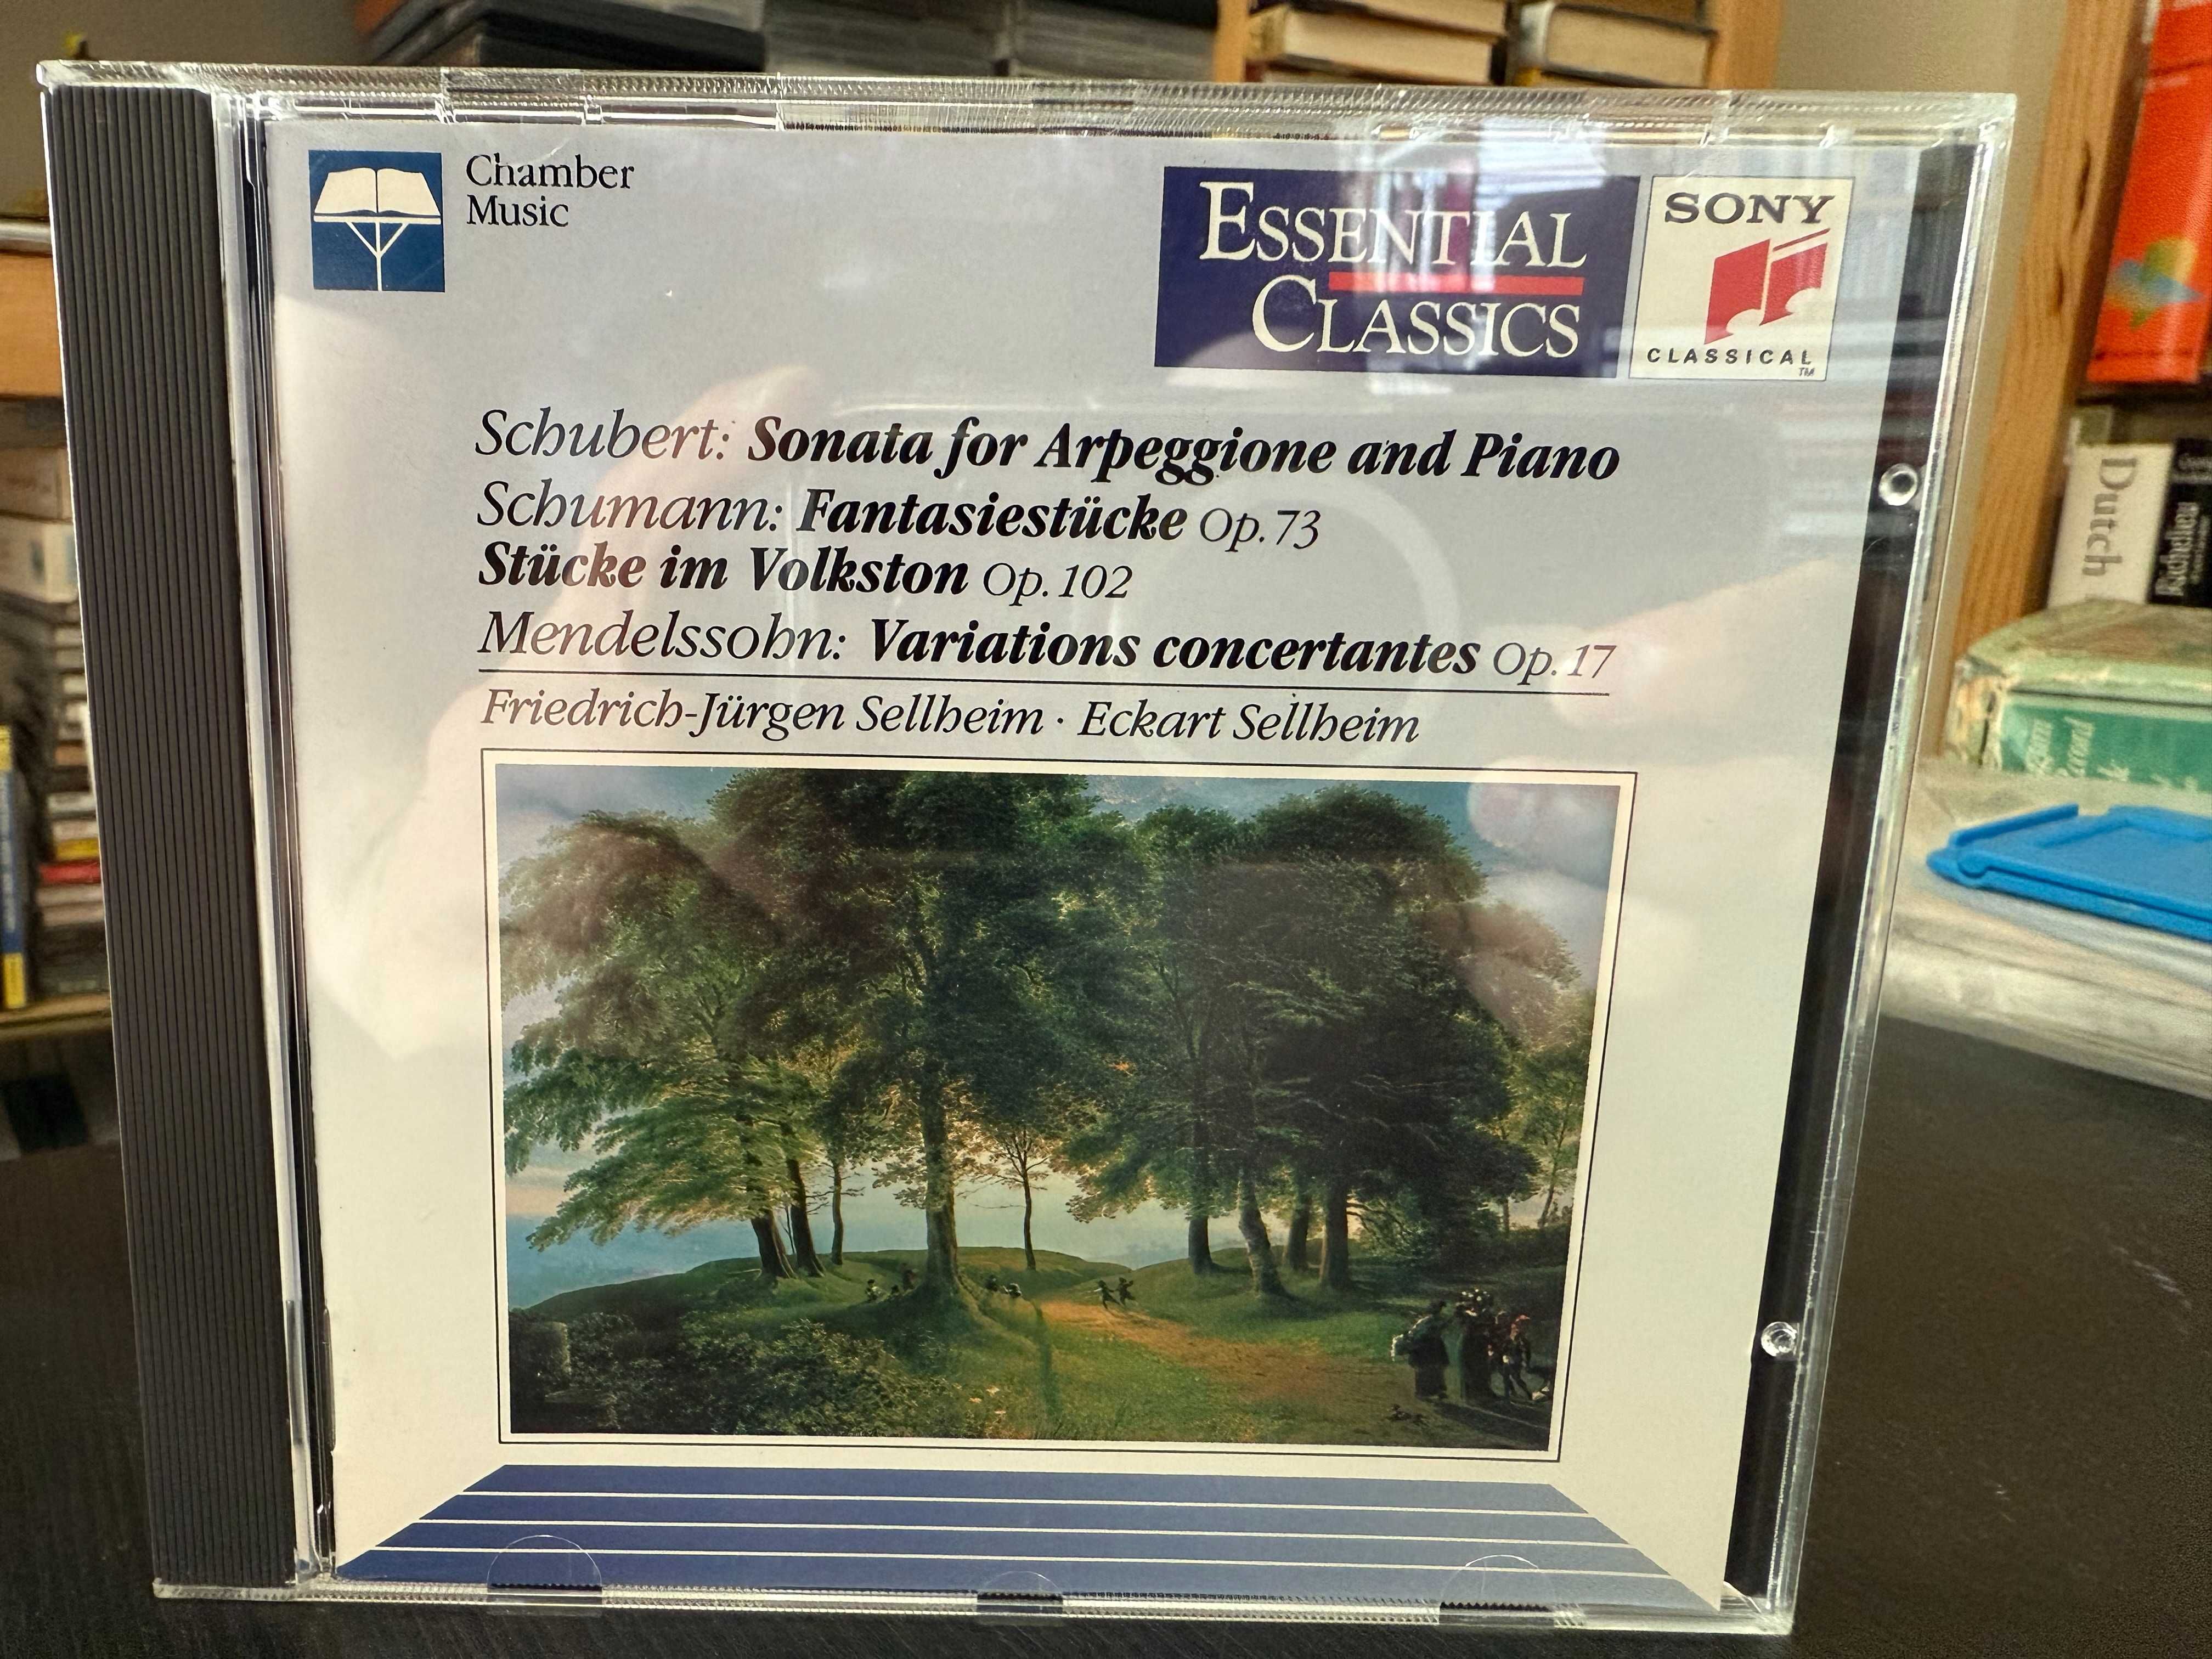 Chamber
Music
ESSENTIAL
CLASSICS
SONY
CLASSICAL
TM
Schubert: Sonata for Arpeggione and Piano
Schumann: Fantasiestücke Op. 73
Stücke im Volkston Op. 102
Mendelssohn: Variations concertantes Op. 17
Friedrich-Jürgen Sellheim · Eckart Sellheim
Dutch